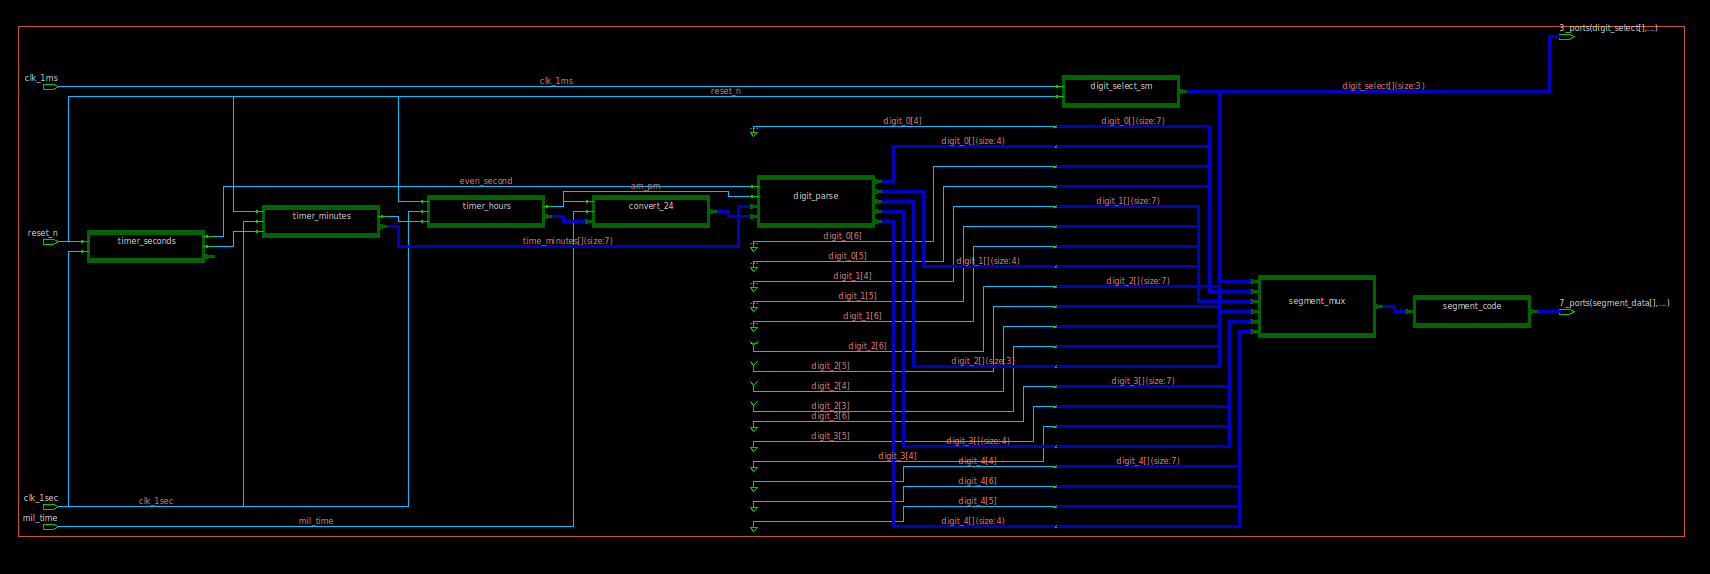 3_ports(digit_select[],...)
clk_1ms
clk_1ms
digit_select_sm
digit_select[](size:3)
reset_n
digit_0[4]
digit_0[](size:7)
digit_0[](size:4)
even_second
am_pm
digit_parse
timer_hours
convert_24
digit_1[](size:7)
timer_minutes
reset_n
timer_seconds
time_minutes[](size:7)
digit_0[6]
digit_0[5]
digit_1[](size:4)
digit_1[4]
digit_2[](size:7)
digit_1[5]
segment_mux
segment_code
7_ports(segment_data[],...)
digit_1[6]
digit_2[6]
digit_2[5]
digit_2[](size:3)
digit_2[4]
digit_3[](size:7)
digit_2[3]
digit_3[6]
digit_3[5]
digit_3[](size:4)
digit_3[4]
digit_4[4]
digit_4[](size:7)
digit_4[6]
clk_1sec
clk_1sec
digit_4[5]
mil_time
mil_time
digit_4[](size:4)